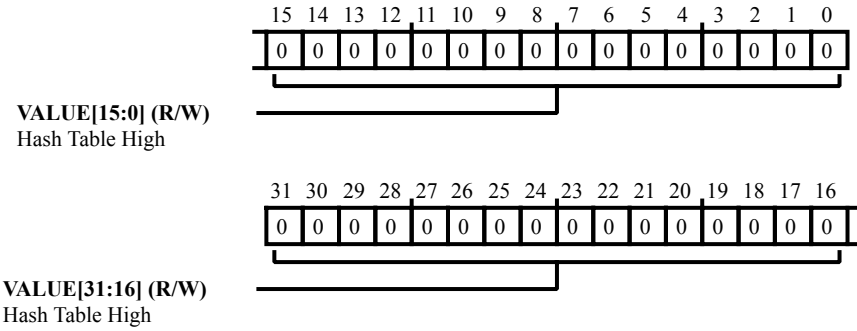 15 14 13 12 11 10 9 8 7 6 5 4 3 2 1 0
0 0 0 0 0 0 0 0 0 0 0 0 0 0 0 0
VALUE[15:0] (R/W)
Hash Table High
31 30 29 28 27 26 25 24 23 22 21 20 19 18 17 16
0 0 0 0 0 0 0 0 0 0 0 0 0 0 0 0
VALUE[31:16] (R/W)
Hash Table High